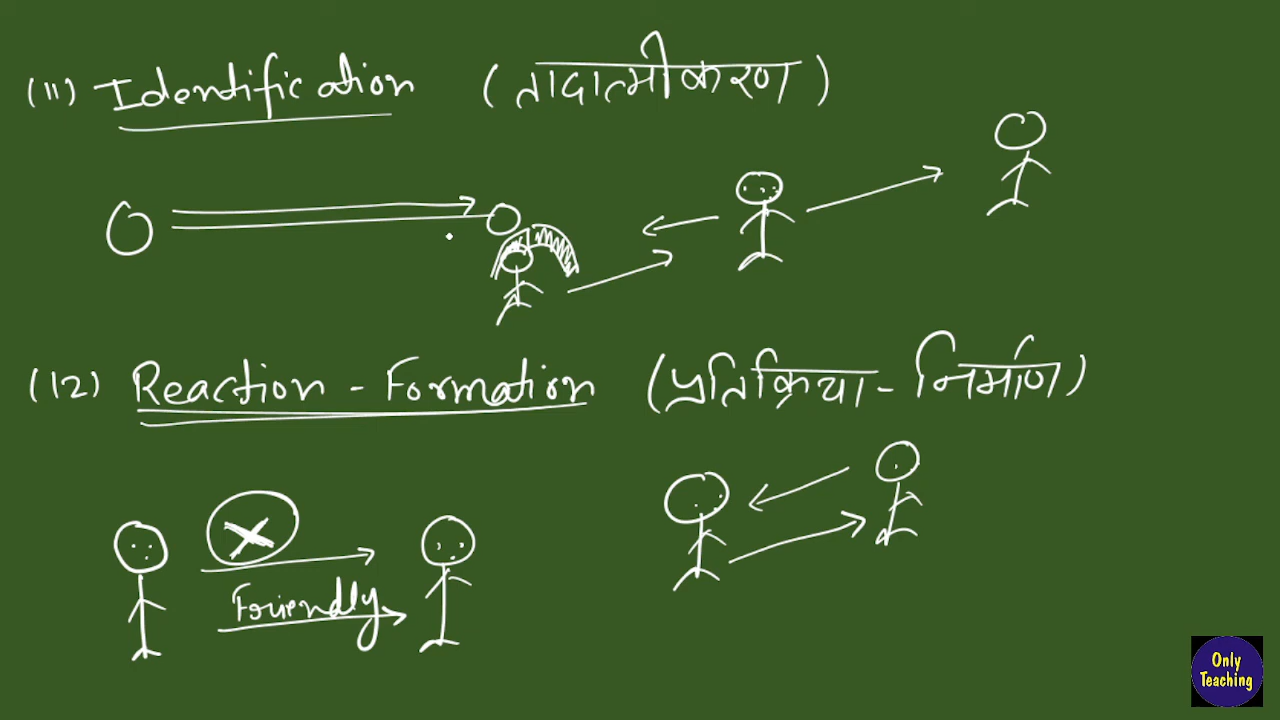 (11) Identification (तादात्मीकरण)
(12) Reaction - Formation (प्रतिक्रिया - निर्माण)
Friendly
Only
Teaching